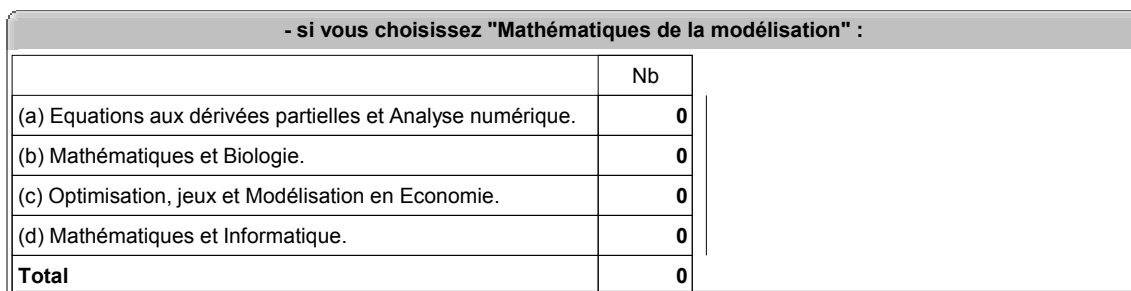 - si vous choisissez "Mathématiques de la modélisation" :
Nb
(a) Equations aux dérivées partielles et Analyse numérique. 0
(b) Mathématiques et Biologie. 0
(c) Optimisation, jeux et Modélisation en Economie. 0
(d) Mathématiques et Informatique. 0
Total 0